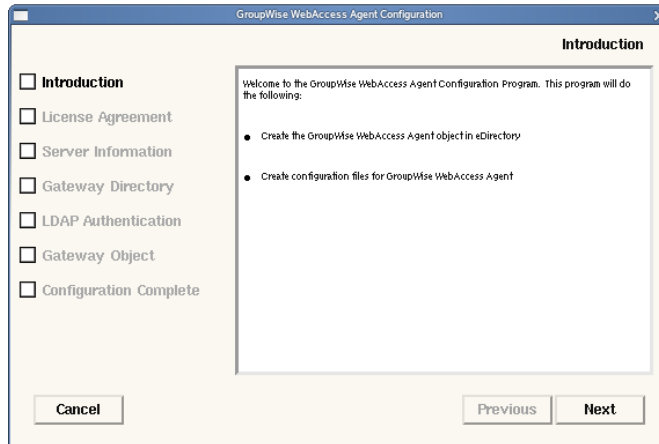 GroupWise WebAccess Agent Configuration
Introduction
Introduction
License Agreement
Server Information
Gateway Directory
LDAP Authentication
Gateway Object
Configuration Complete
Welcome to the GroupWise WebAccess Agent Configuration Program. This program will do
the following:
Create the GroupWise WebAccess Agent object in eDirectory
Create configuration files for GroupWise WebAccess Agent
Cancel
Previous
Next